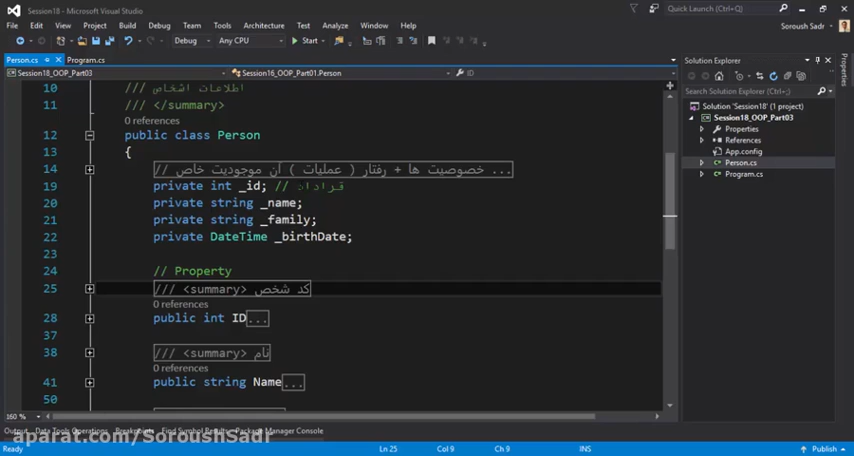 Session18 - Microsoft Visual Studio
Quick Launch (Ctrl+Q)
File Edit View Project Build Debug Team Tools Architecture Test Analyze Window Help
Soroush Sadr
Debug Any CPU Start
Person.cs Program.cs
Session18_OOP_Part03 Session16_OOP_Part01.Person ID
10 /// اطلاعات اشخاص
11 /// </summary>
0 references
12 public class Person
13 {
14 // خصوصیت ها + رفتار ( عملیات ) آن موجودیت خاص ...
19 private int _id; // قرادادن
20 private string _name;
21 private string _family;
22 private DateTime _birthDate;
23
24 // Property
25 /// <summary> کد شخص
0 references
28 public int ID...
37
38 /// <summary> نام
0 references
41 public string Name...
50
160 %
Solution Explorer
Search Solution Explorer (Ctrl+;)
Solution 'Session18' (1 project)
Session18_OOP_Part03
Properties
References
App.config
Person.cs
Program.cs
Properties
Output Data Tools Operations Breakpoints Find Symbol Results Package Manager Console
aparat.com/SoroushSadr
Ready Ln 25 Col 9 Ch 9 INS Publish